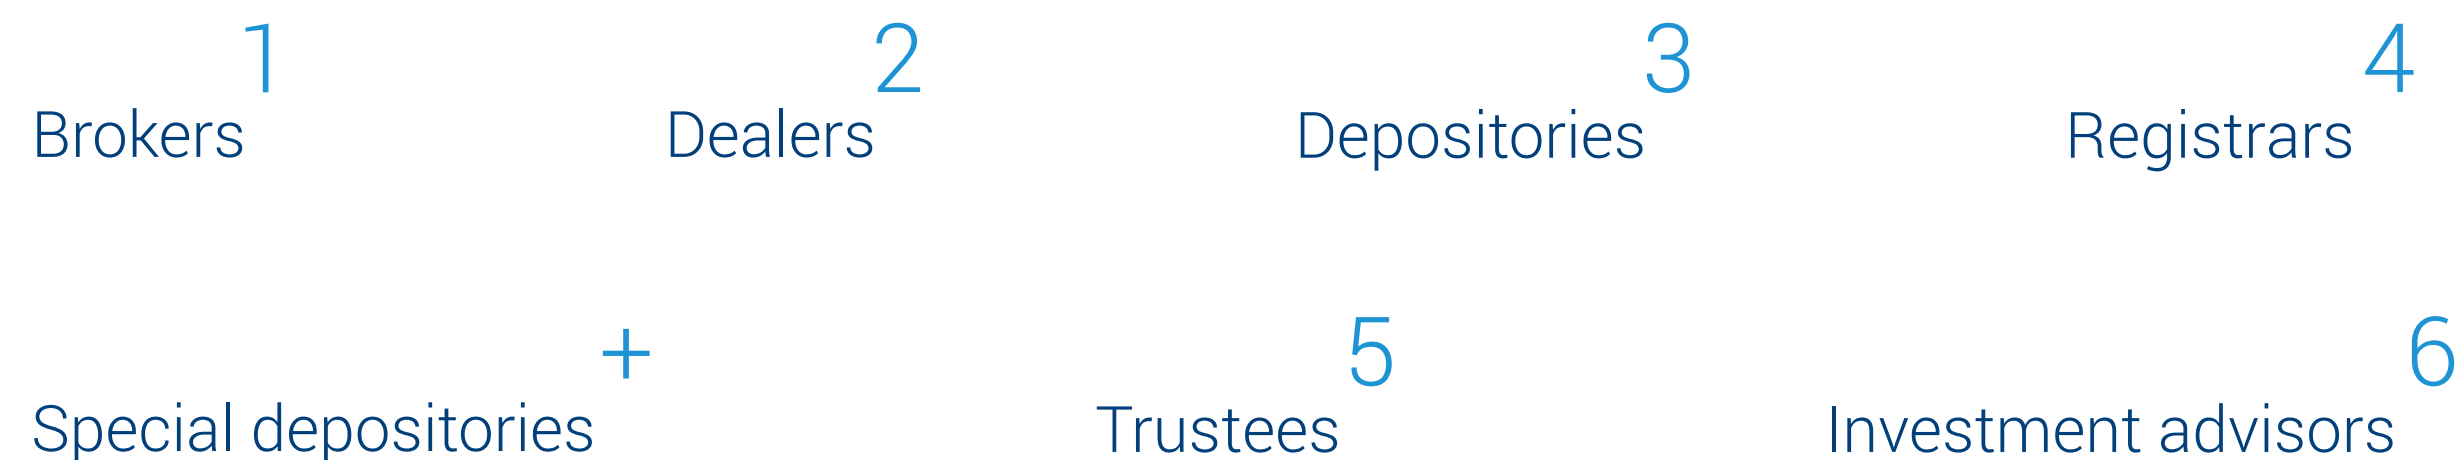 1 2 3 4
Brokers Dealers Depositories Registrars
+ 5 6
Special depositories Trustees Investment advisors